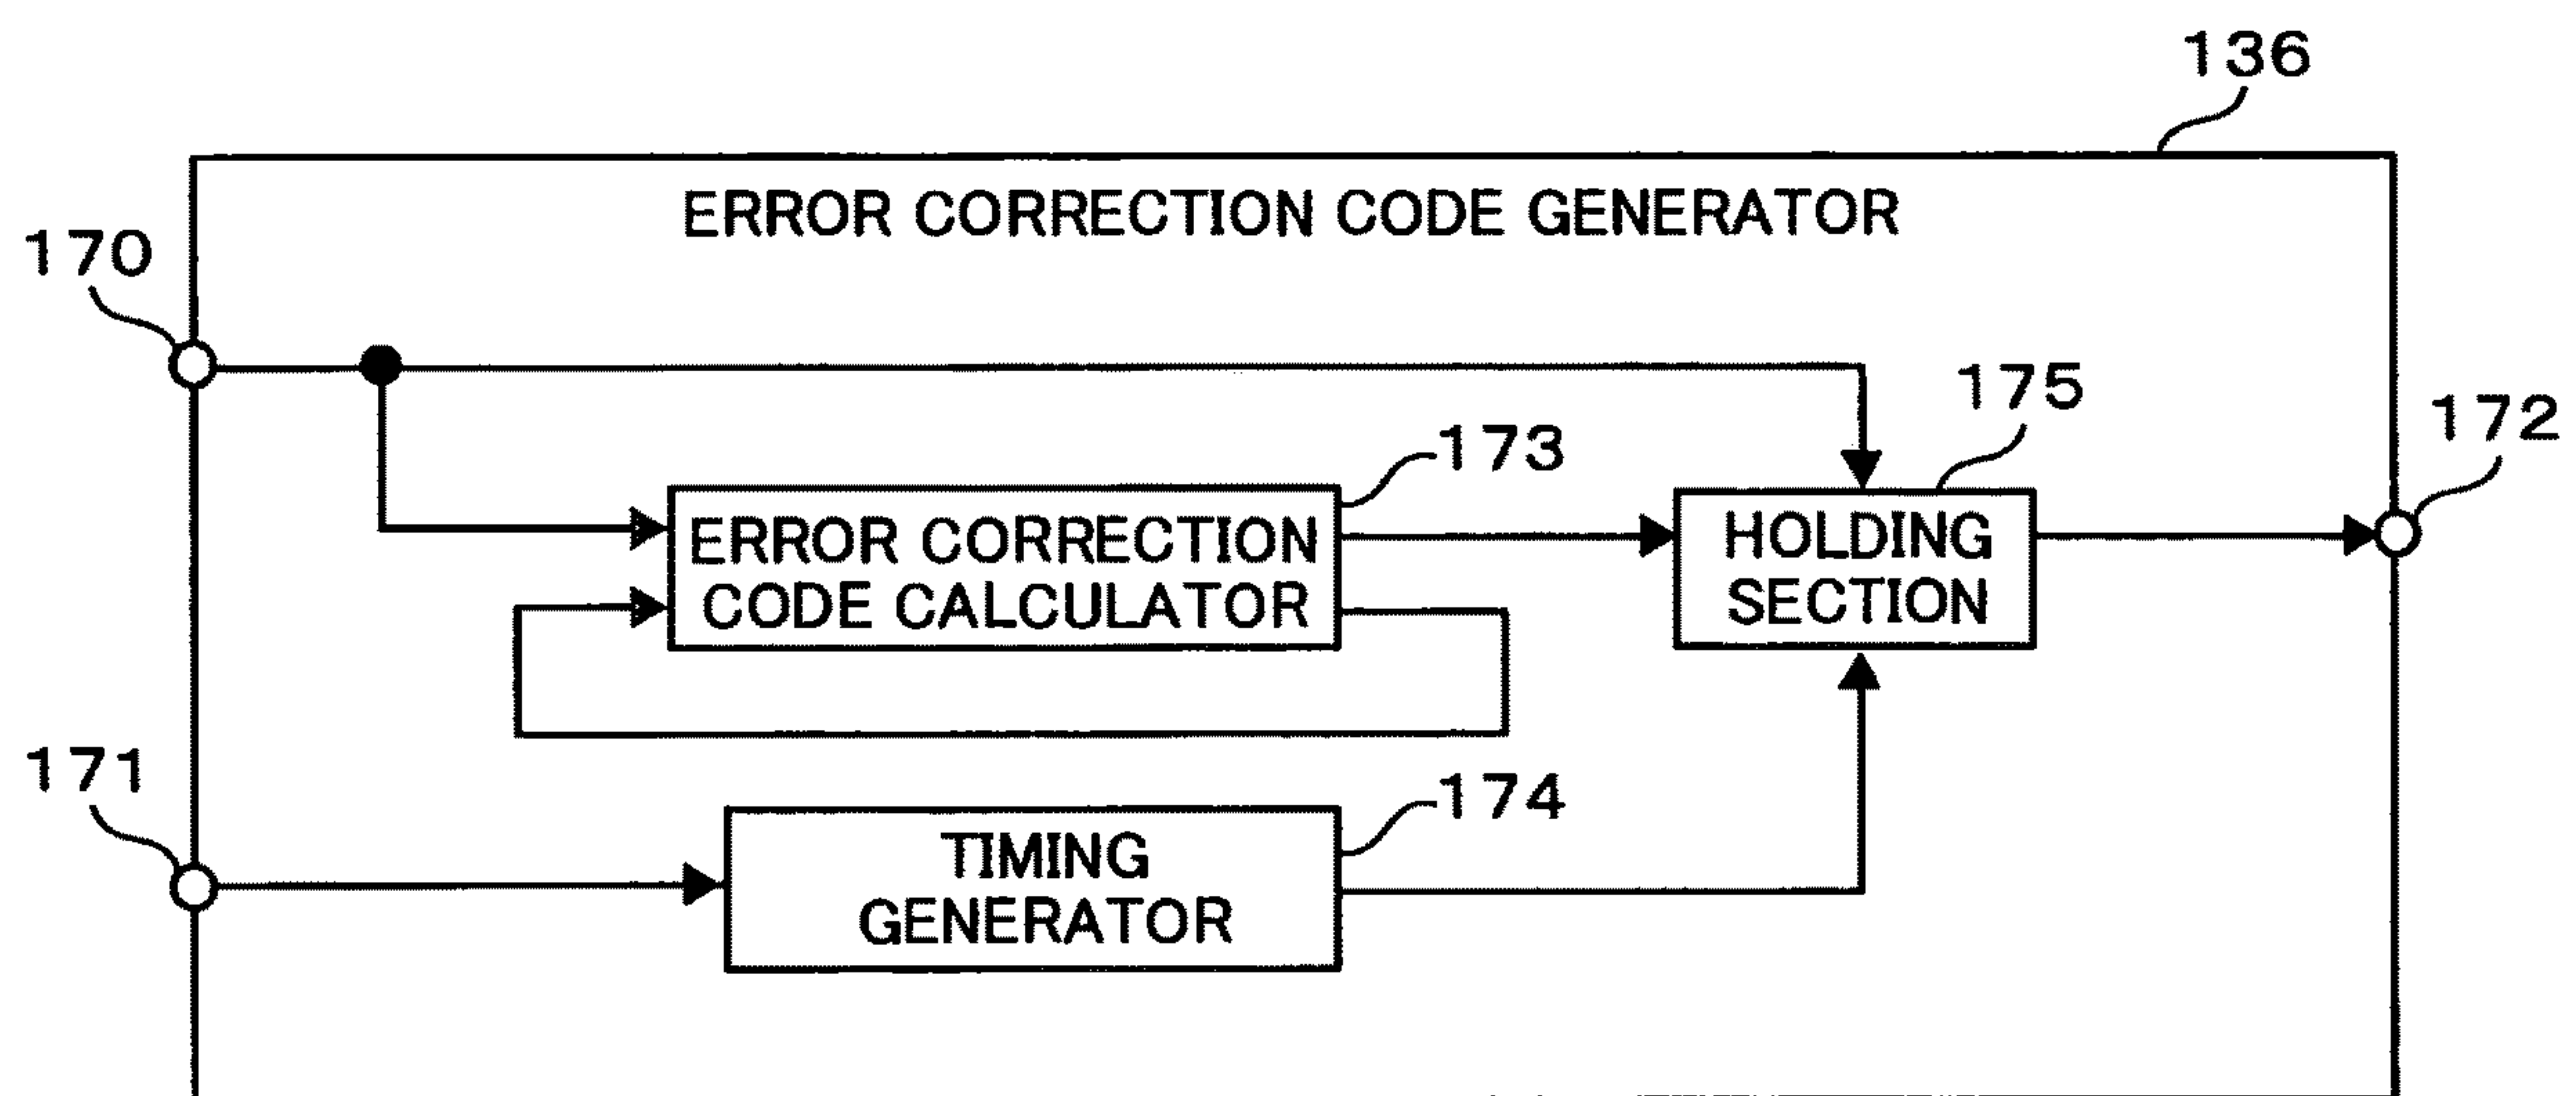 136
ERROR CORRECTION CODE GENERATOR
170
175
172
173
ERROR CORRECTION
CODE CALCULATOR
HOLDING
SECTION
171
174
TIMING
GENERATOR